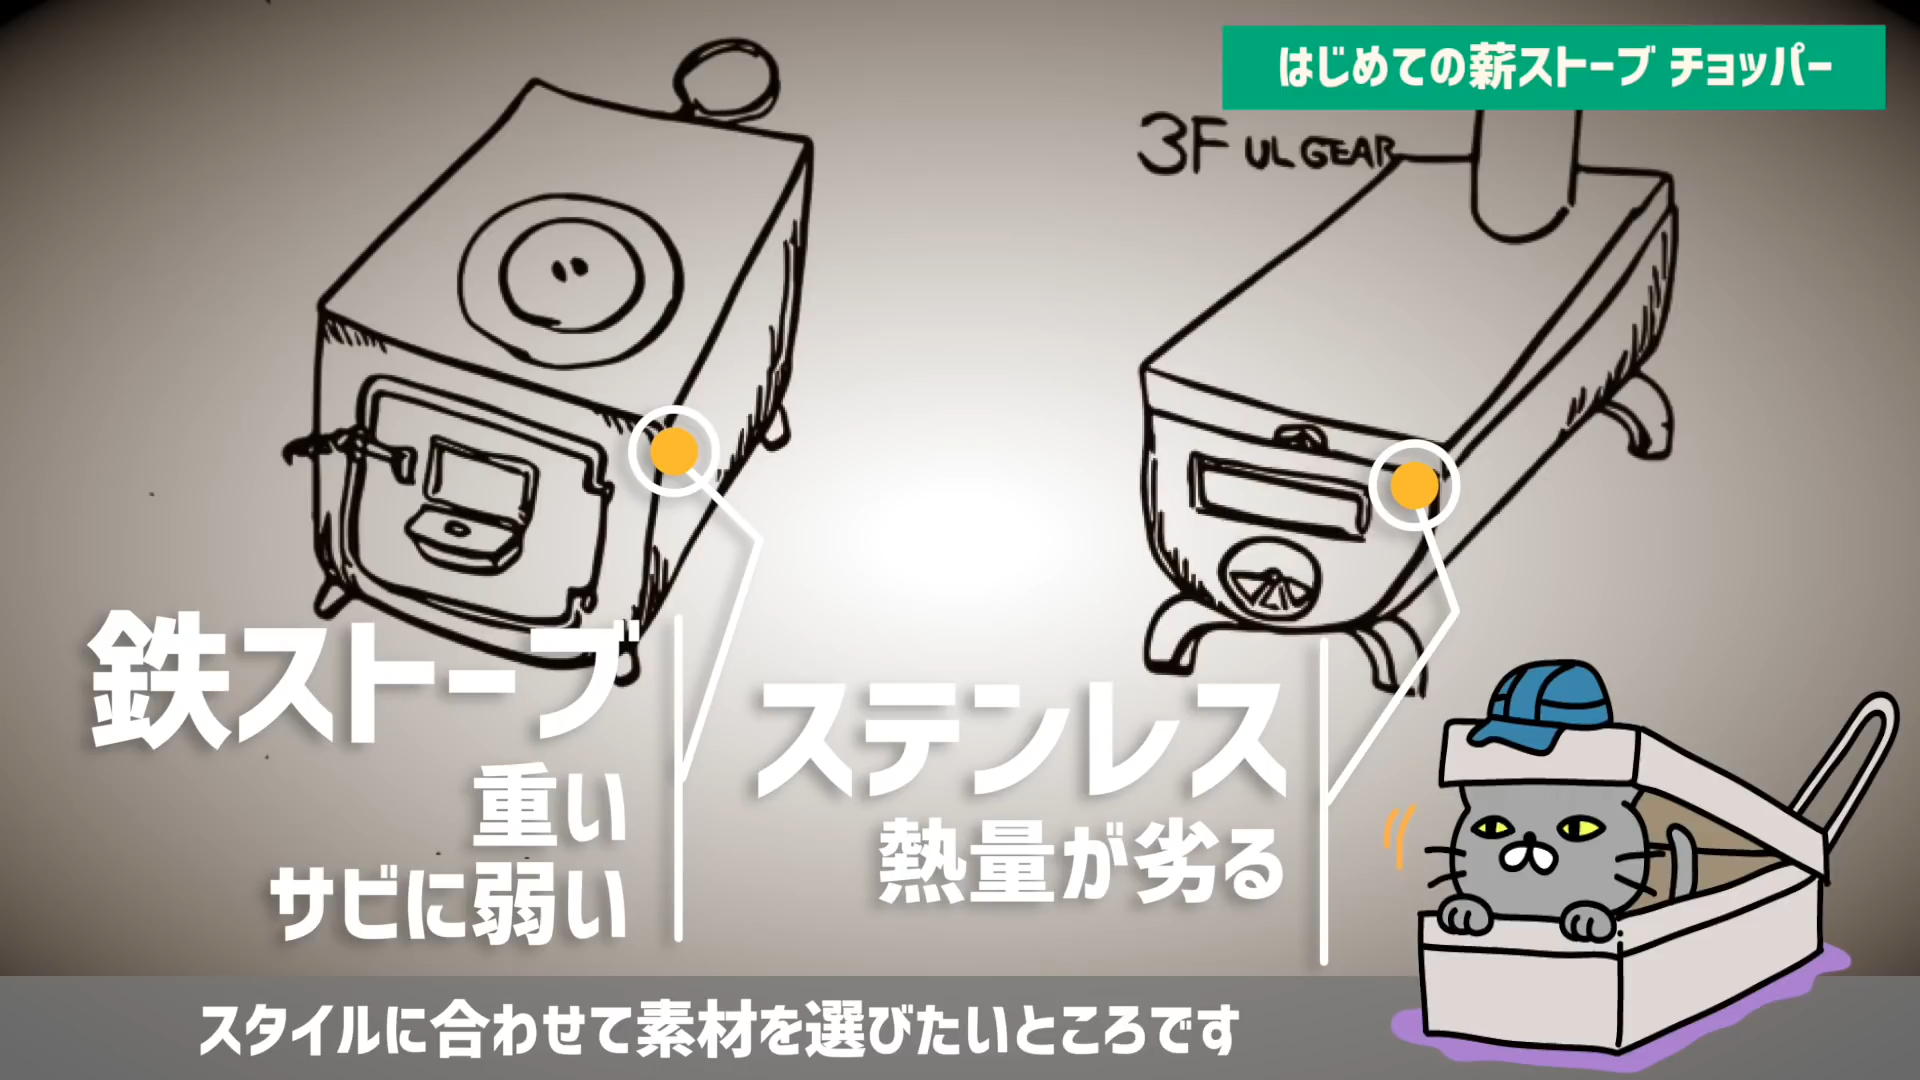 はじめての薪ストーブ チョッパー
3F UL GEAR
鉄ストーブ
重い
サビに弱い
ステンレス
熱量が劣る
スタイルに合わせて素材を選びたいところです